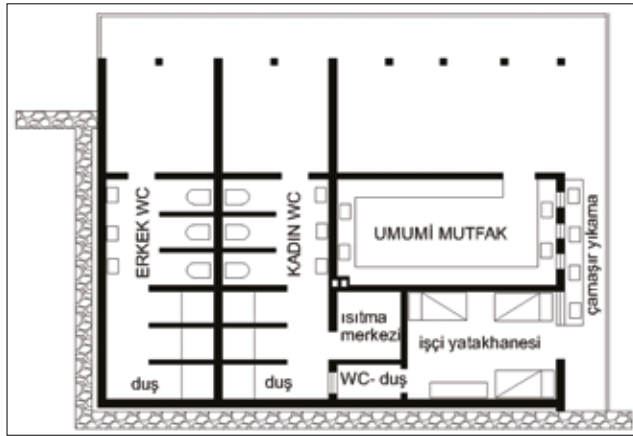 ERKEK WC
KADIN WC
UMUMİ MUTFAK
çamaşır yıkama
ısıtma
merkezi
işçi yatakhanesi
duş
duş
WC- duş